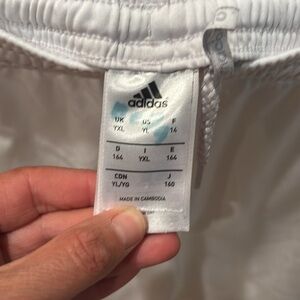 adidas
UK US F
YXL YL 14
D I E
164 YXL 164
CDN J
YL/YG 160
MADE IN CAMBODIA